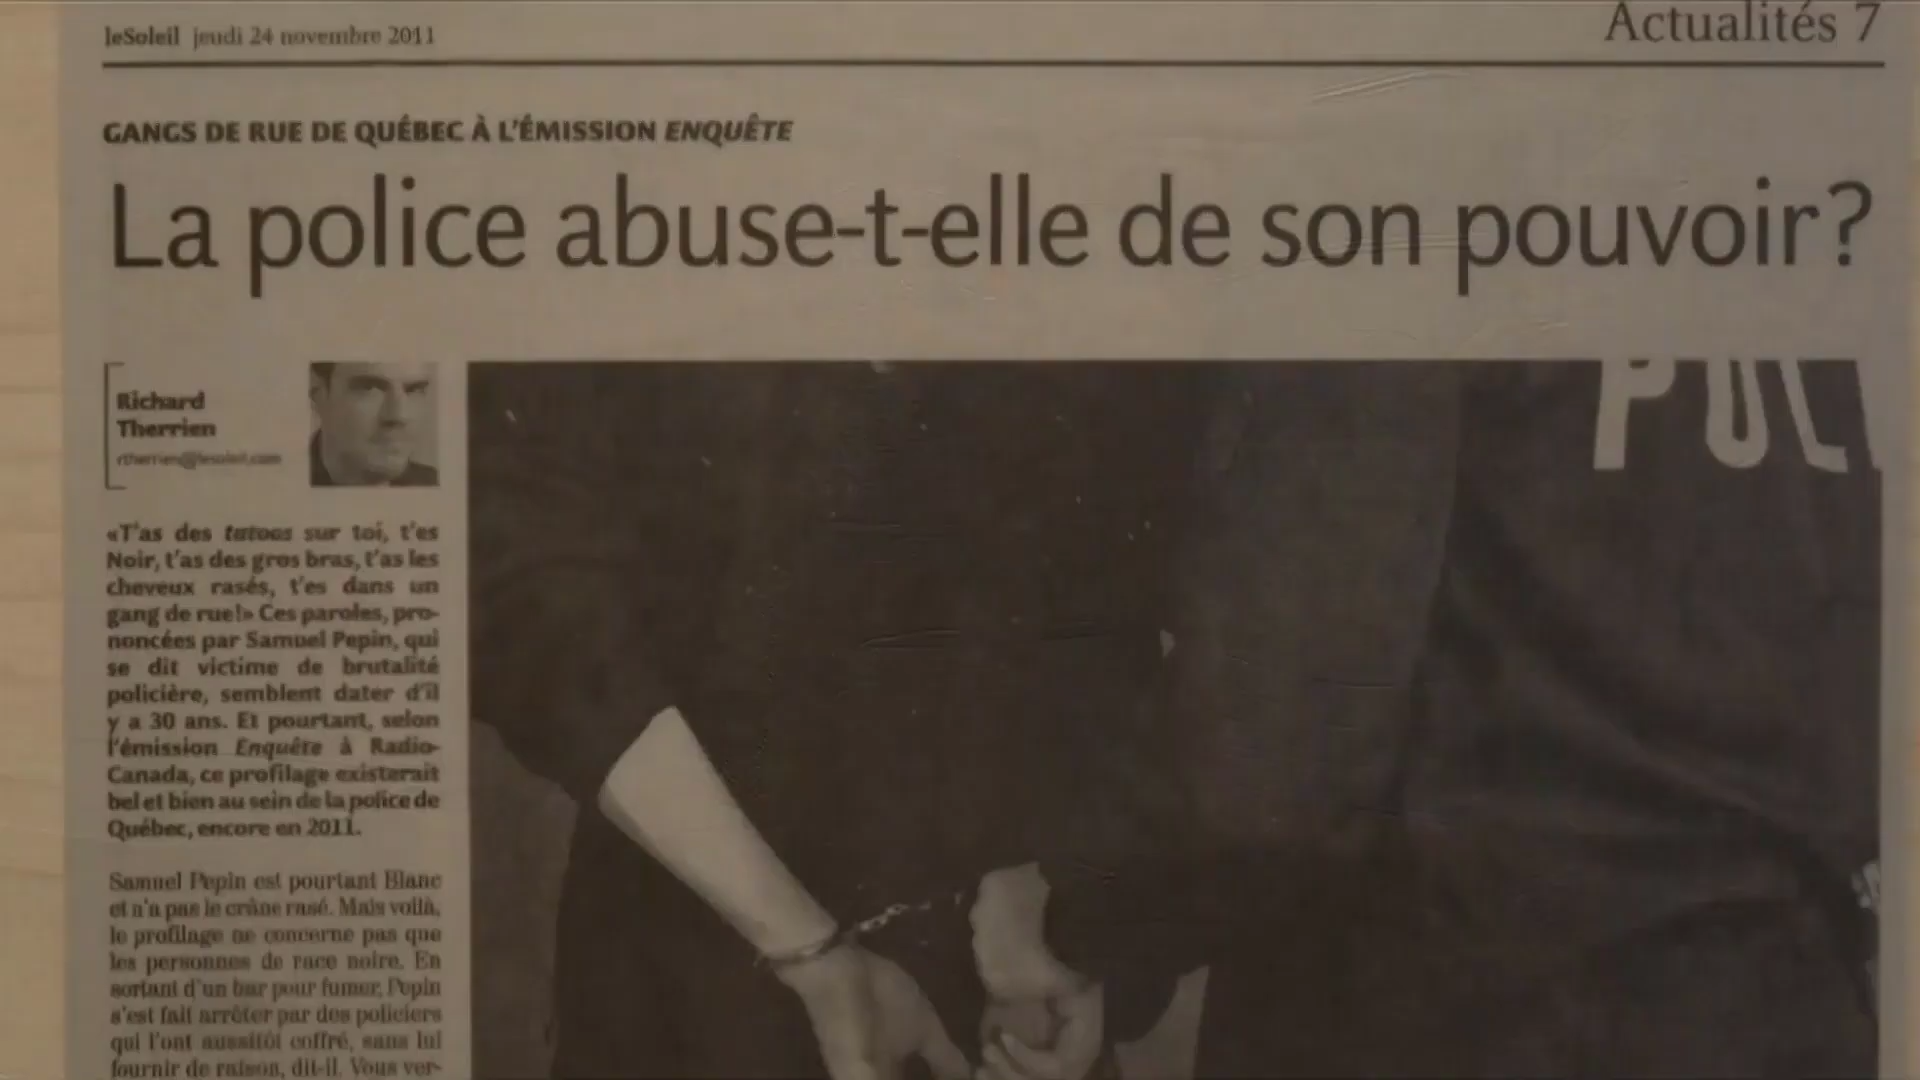 leSoleil jeudi 24 novembre 2011
Actualités 7
GANGS DE RUE DE QUÉBEC À L'ÉMISSION ENQUÊTE
La police abuse-t-elle de son pouvoir?
Richard
Therrien
rtherrien@lesoleil.com
«T'as des tatoos sur toi, t'es
Noir, t'as des gros bras, t'as les
cheveux rasés, t'es dans un
gang de rue!» Ces paroles, pro-
noncées par Samuel Pepin, qui
se dit victime de brutalité
policière, semblent dater d'il
y a 30 ans. Et pourtant, selon
l'émission Enquête à Radio-
Canada, ce profilage existerait
bel et bien au sein de la police de
Québec, encore en 2011.
Samuel Pepin est pourtant Blanc
et n'a pas le crâne rasé. Mais voilà,
le profilage ne concerne pas que
les personnes de race noire. En
sortant d'un bar pour fumer, Pepin
s'est fait arrêter par des policiers
qui l'ont aussitôt coffré, sans lui
fournir de raison, dit-il. Vous ver-
POLI